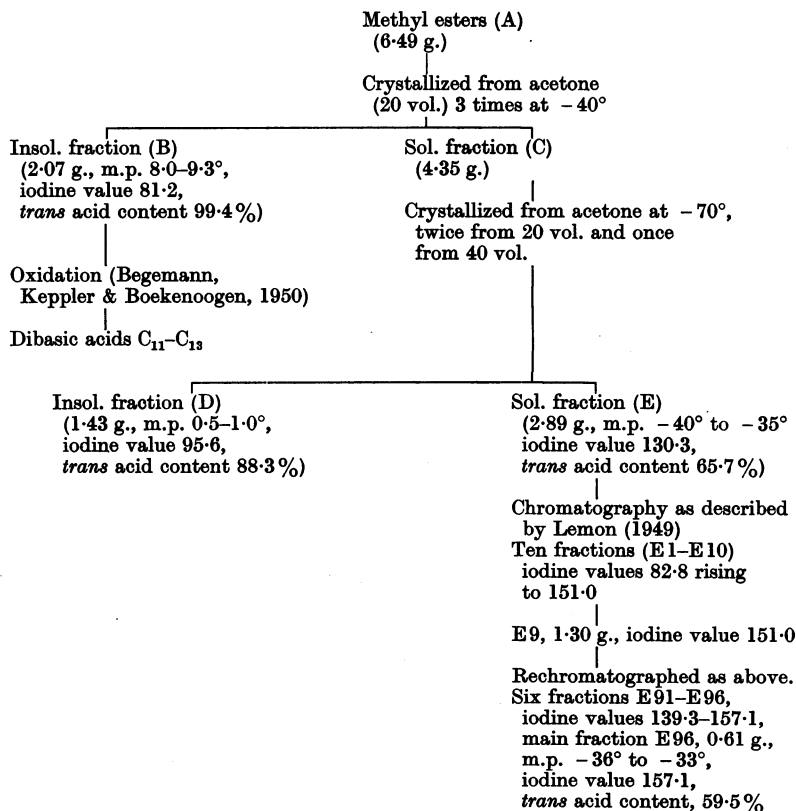 Methyl esters (A)
(6·49 g.)
Crystallized from acetone
(20 vol.) 3 times at −40°
Insol. fraction (B)
(2·07 g., m.p. 8·0–9·3°,
iodine value 81·2,
trans acid content 99·4%)
Oxidation (Begemann,
Keppler & Boekenoogen, 1950)
Dibasic acids C₁₁–C₁₃
Sol. fraction (C)
(4·35 g.)
Crystallized from acetone at −70°,
twice from 20 vol. and once
from 40 vol.
Insol. fraction (D)
(1·43 g., m.p. 0·5–1·0°,
iodine value 95·6,
trans acid content 88·3%)
Sol. fraction (E)
(2·89 g., m.p. −40° to −35°
iodine value 130·3,
trans acid content 65·7%)
Chromatography as described
by Lemon (1949)
Ten fractions (E1–E10)
iodine values 82·8 rising
to 151·0
E9, 1·30 g., iodine value 151·0
Rechromatographed as above.
Six fractions E91–E96,
iodine values 139·3–157·1,
main fraction E96, 0·61 g.,
m.p. −36° to −33°,
iodine value 157·1,
trans acid content, 59·5%